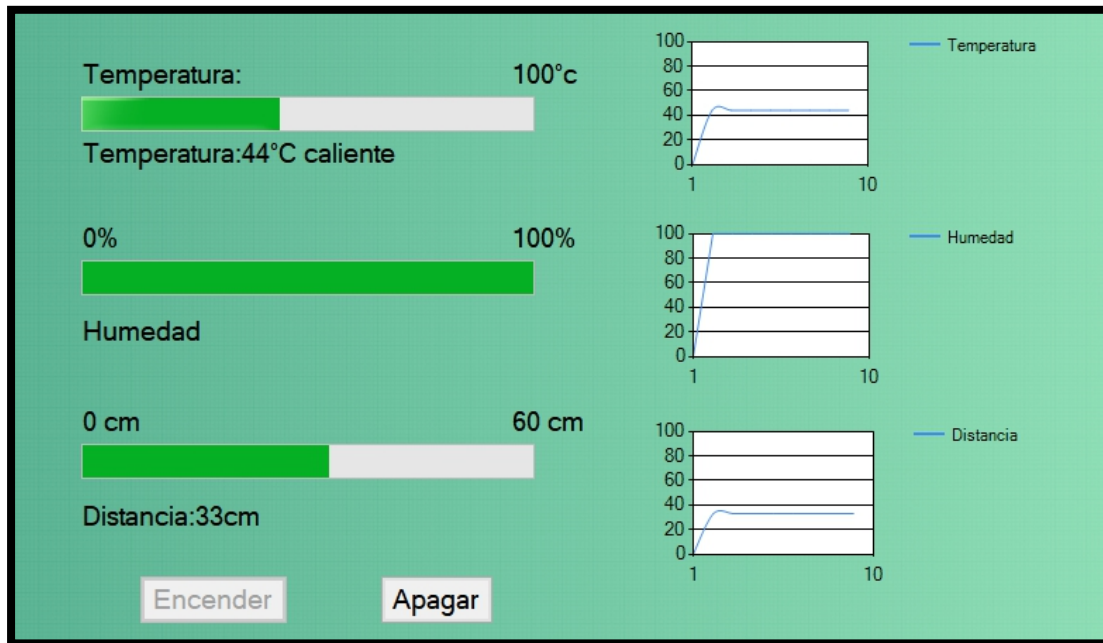 Temperatura: 100°c
Temperatura:44°C caliente
100
80
60
40
20
0
1 10
Temperatura
0% 100%
Humedad
100
80
60
40
20
0
1 10
Humedad
0 cm 60 cm
Distancia:33cm
100
80
60
40
20
0
1 10
Distancia
Encender Apagar